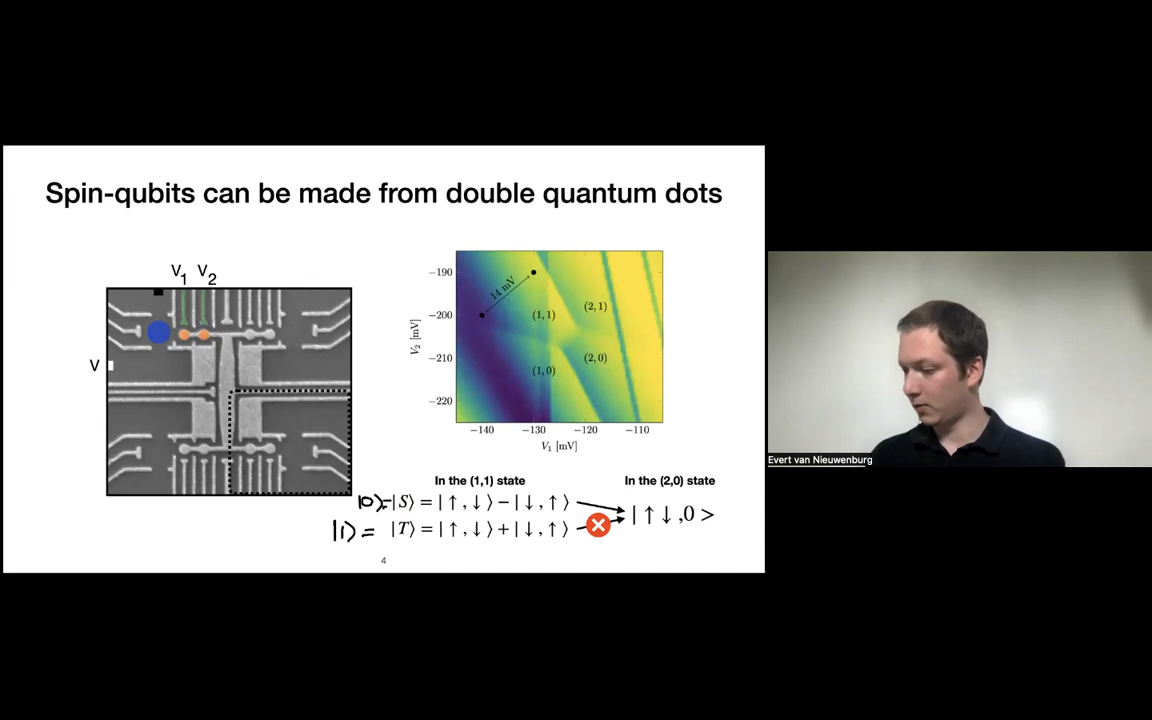 Spin-qubits can be made from double quantum dots
V1 V2
V
−190
−200
−210
−220
V2 [mV]
14 mV
(1, 1)
(2, 1)
(1, 0)
(2, 0)
−140 −130 −120 −110
V1 [mV]
In the (1,1) state
In the (2,0) state
|0⟩=|S⟩ = |↑,↓⟩−|↓,↑⟩
|1⟩= |T⟩ = |↑,↓⟩+|↓,↑⟩
|↑↓,0 >
4
Evert van Nieuwenburg